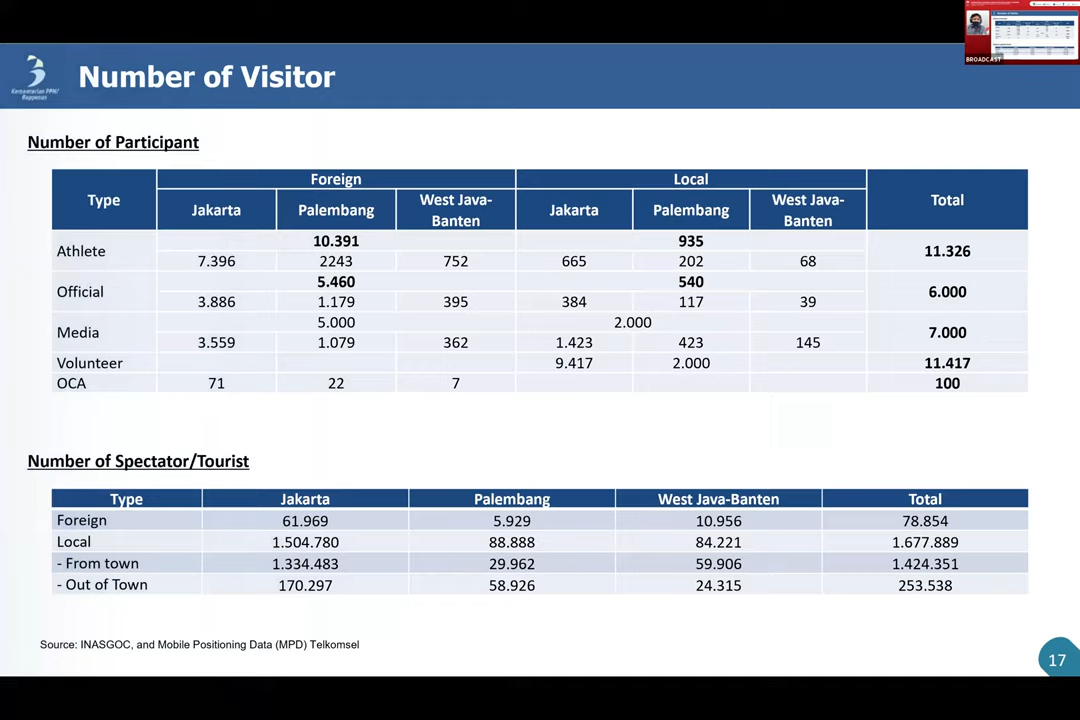 BROADCAST
Kementerian PPN/
Bappenas
Number of Visitor
Number of Participant
Type Foreign Local Total
Jakarta Palembang West Java-Banten Jakarta Palembang West Java-Banten
Athlete 10.391 935 11.326
7.396 2243 752 665 202 68
Official 5.460 540 6.000
3.886 1.179 395 384 117 39
Media 5.000 2.000 7.000
3.559 1.079 362 1.423 423 145
Volunteer 9.417 2.000 11.417
OCA 71 22 7 100
Number of Spectator/Tourist
Type Jakarta Palembang West Java-Banten Total
Foreign 61.969 5.929 10.956 78.854
Local 1.504.780 88.888 84.221 1.677.889
- From town 1.334.483 29.962 59.906 1.424.351
- Out of Town 170.297 58.926 24.315 253.538
Source: INASGOC, and Mobile Positioning Data (MPD) Telkomsel
17